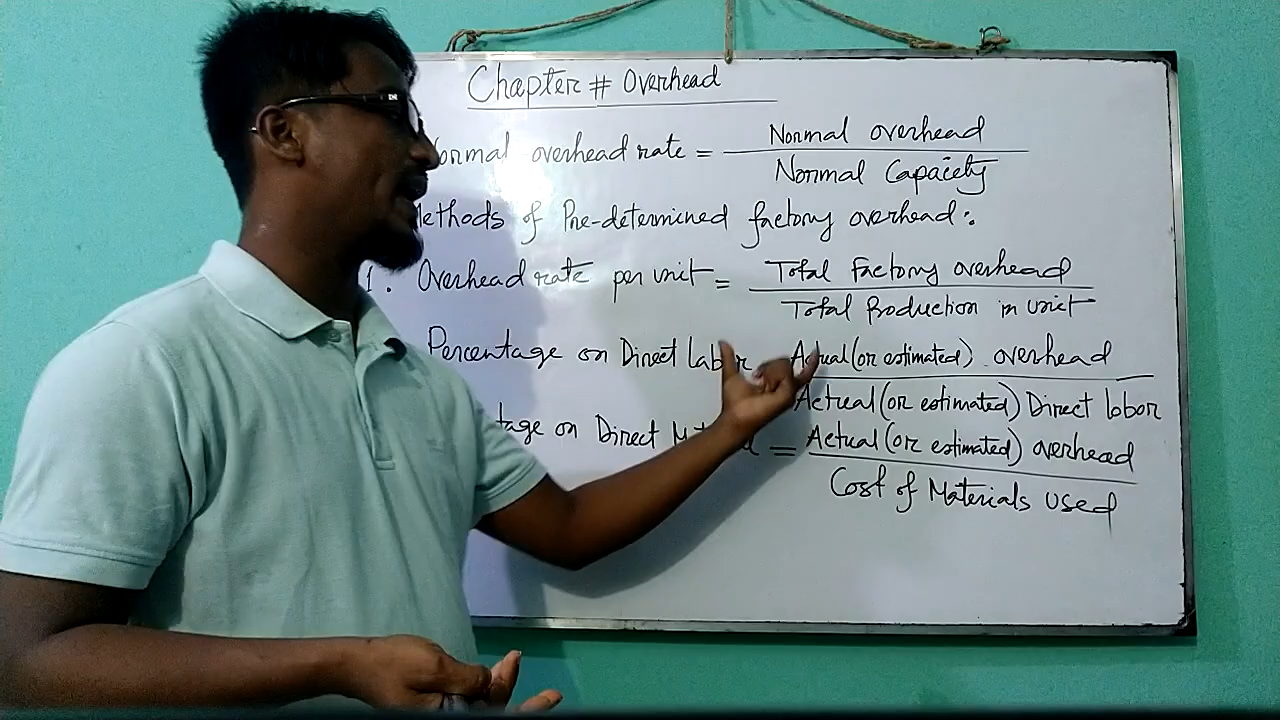 Chapter # Overhead
ormal overhead rate = Normal overhead
Normal Capaiety
ethods of Pre-determined factory overhead:
1. Overhead rate per unit = Total Factory overhead
Total Production in unit
Percentage on Direct labor Actual (or estimated) overhead
Actual (or estimated) Direct labor
tage on Direct = Actual (or estimated) overhead
Cost of Materials Used